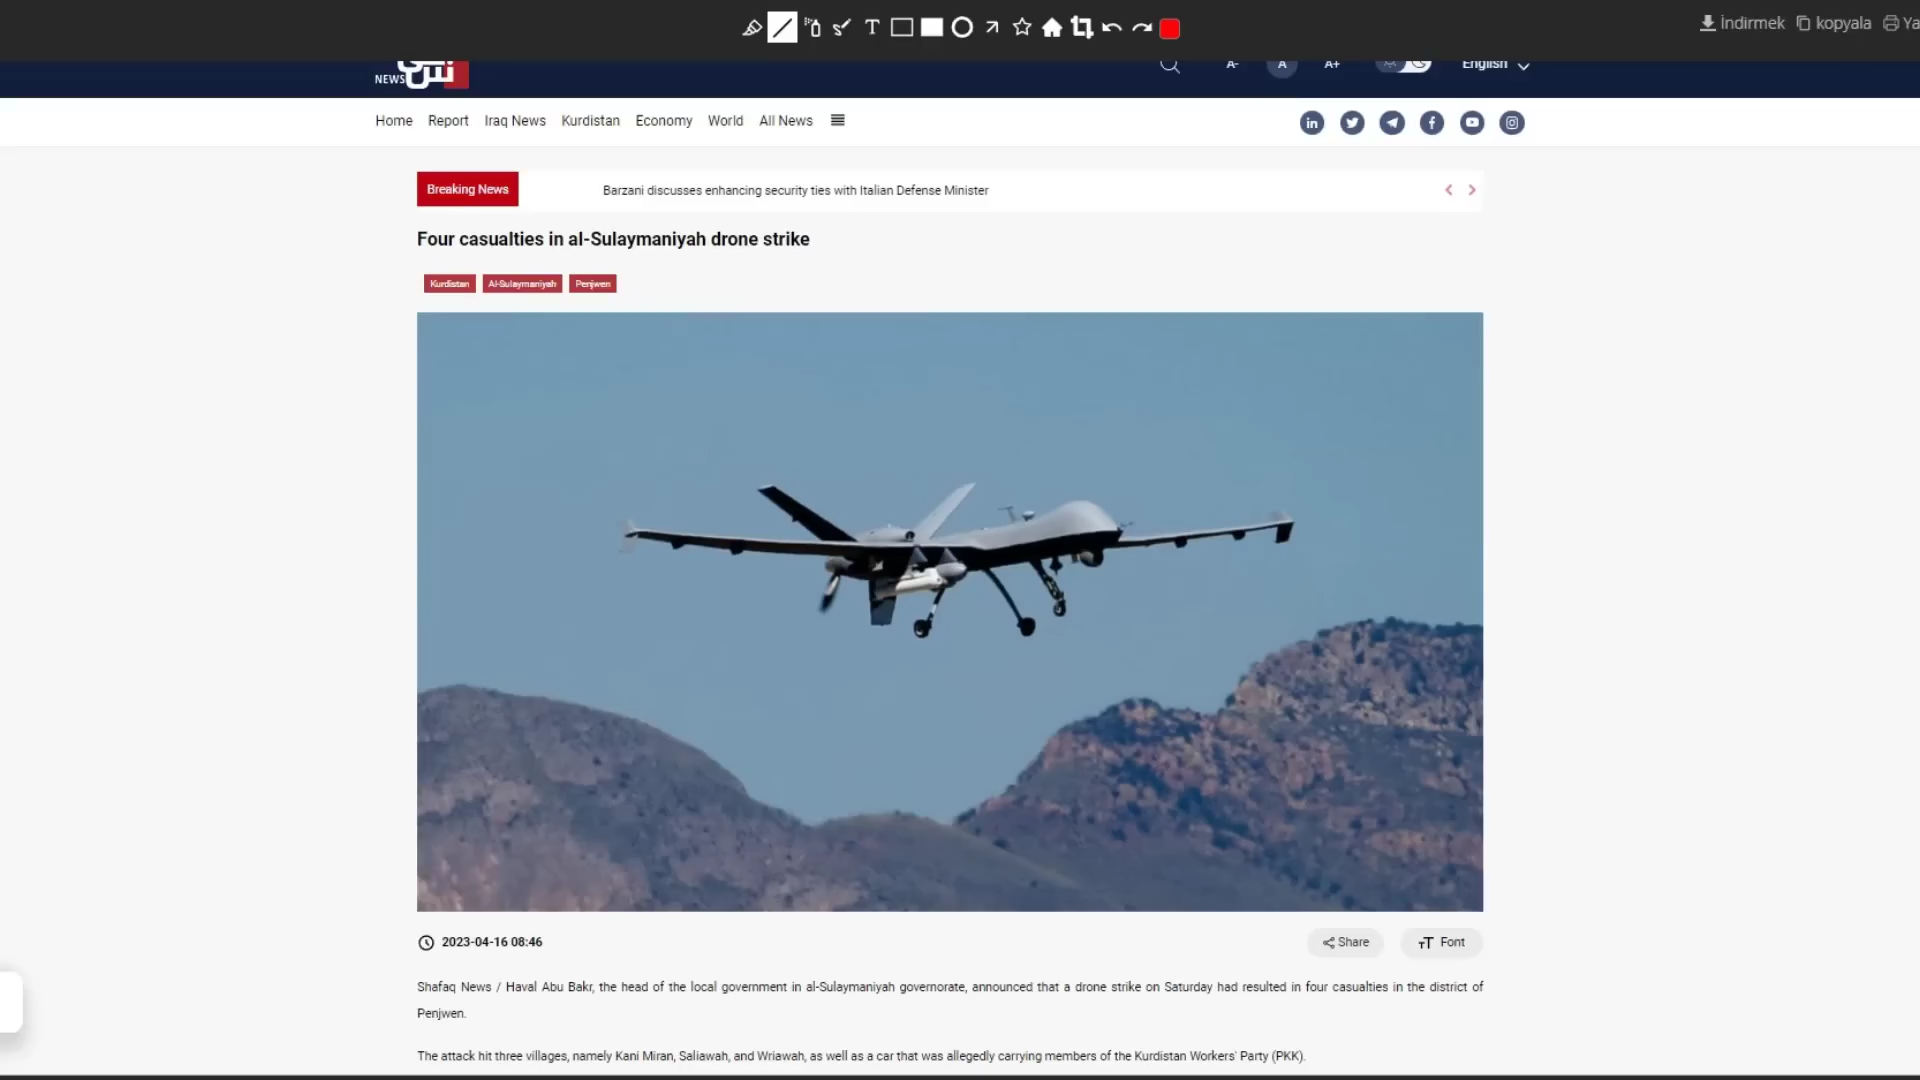 T
İndirmek kopyala
NEWS
A- A A+ English
Home Report Iraq News Kurdistan Economy World All News
Breaking News Barzani discusses enhancing security ties with Italian Defense Minister
Four casualties in al-Sulaymaniyah drone strike
Kurdistan Al-Sulaymaniyah Penjwen
2023-04-16 08:46 Share TT Font
Shafaq News / Haval Abu Bakr, the head of the local government in al-Sulaymaniyah governorate, announced that a drone strike on Saturday had resulted in four casualties in the district of
Penjwen.
The attack hit three villages, namely Kani Miran, Saliawah, and Wriawah, as well as a car that was allegedly carrying members of the Kurdistan Workers' Party (PKK).